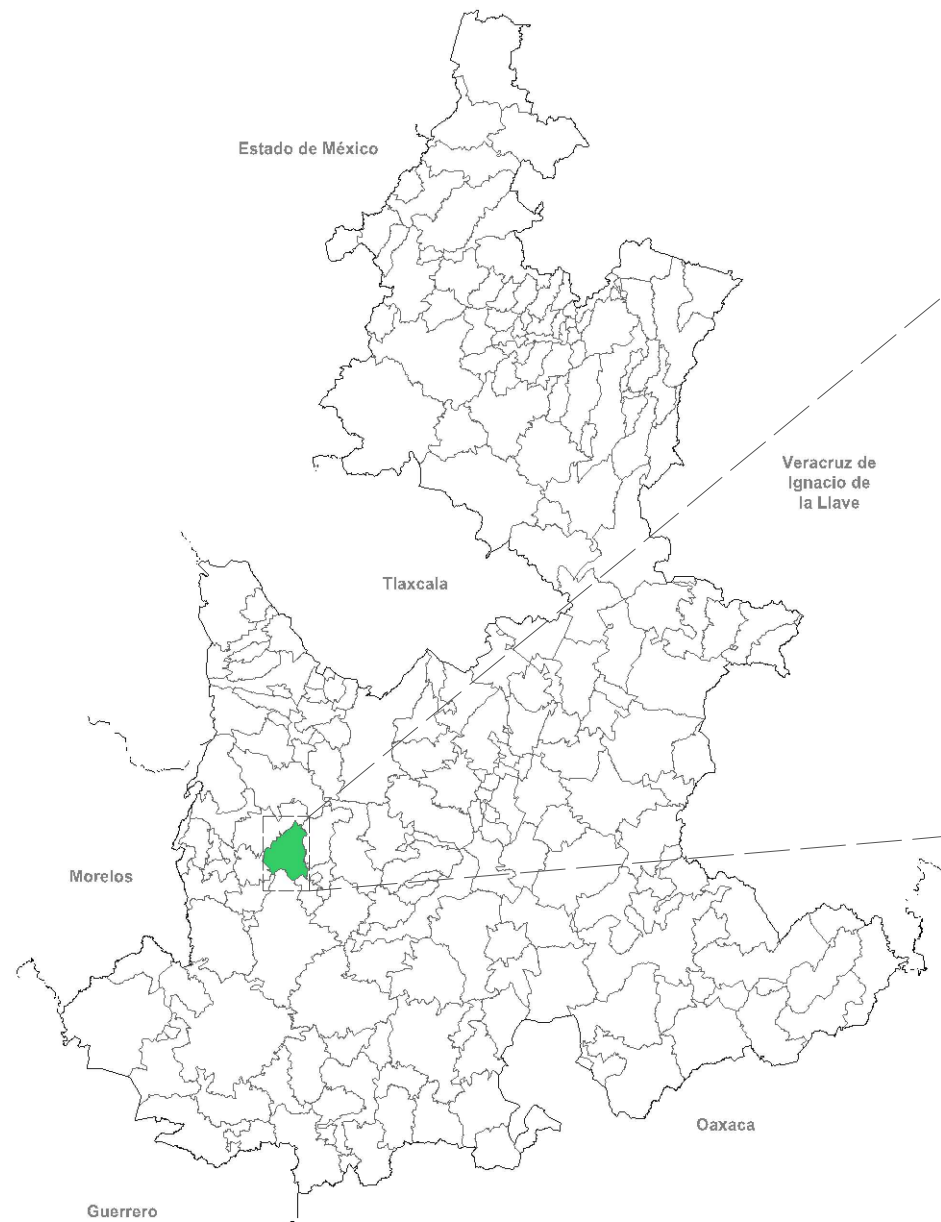 Estado de México
Veracruz de
Ignacio de
la Llave
Tlaxcala
Morelos
Oaxaca
Guerrero